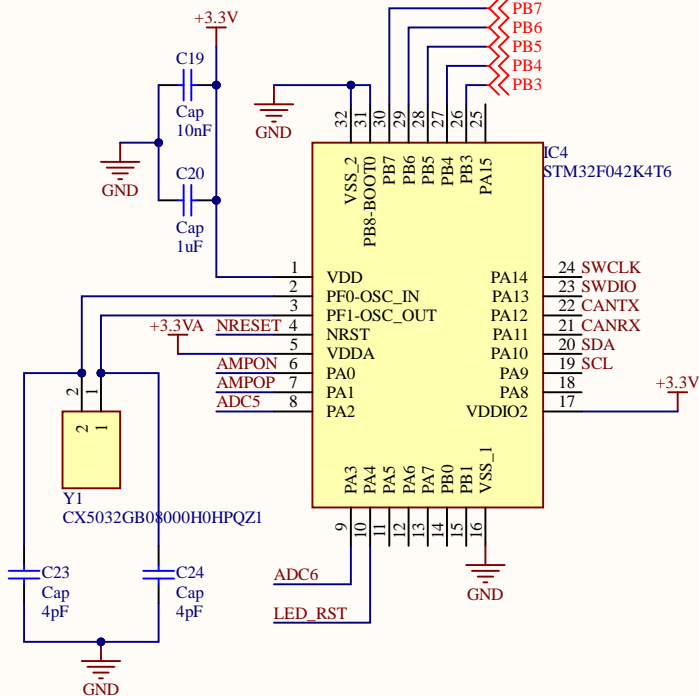 PB7
PB6
PB5
PB4
PB3
+3.3V
C19
Cap
10nF
GND
GND
C20
Cap
1uF
32 31 30 29 28 27 26 25
VSS_2 PB8-BOOT0 PB7 PB6 PB5 PB4 PB3 PA15
IC4
STM32F042K4T6
1 VDD
2 PF0-OSC_IN
3 PF1-OSC_OUT
NRESET 4 NRST
+3.3VA 5 VDDA
AMPON 6 PA0
AMPOP 7 PA1
ADC5 8 PA2
PA14 24 SWCLK
PA13 23 SWDIO
PA12 22 CANTX
PA11 21 CANRX
PA10 20 SDA
PA9 19 SCL
PA8 18
VDDIO2 17
+3.3V
PA3 PA4 PA5 PA6 PA7 PB0 PB1 VSS_1
9 10 11 12 13 14 15 16
GND
ADC6
LED_RST
2 1
2 1
Y1
CX5032GB08000H0HPQZ1
C23
Cap
4pF
C24
Cap
4pF
GND